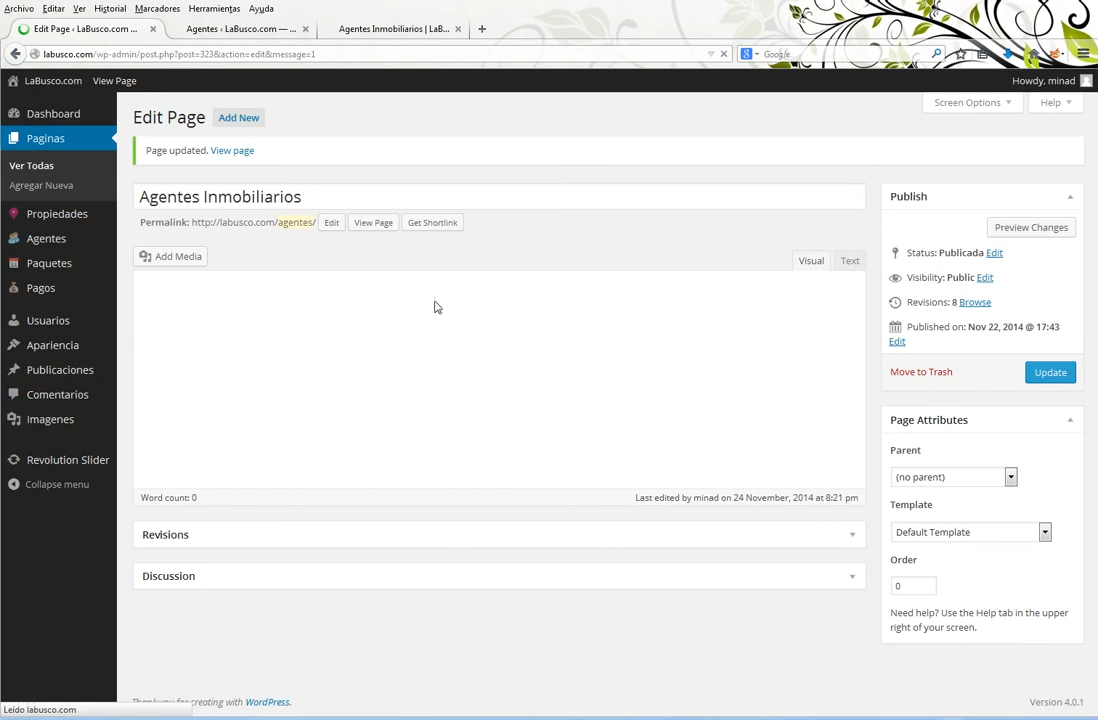 Archivo Editar Ver Historial Marcadores Herramientas Ayuda
Edit Page ‹ LaBusco.com ... × Agentes ‹ LaBusco.com — ... × Agentes Inmobiliarios | LaB... × +
labusco.com/wp-admin/post.php?post=323&action=edit&message=1
Google
LaBusco.com View Page
Howdy, minad
Dashboard
Paginas
Ver Todas
Agregar Nueva
Propiedades
Agentes
Paquetes
Pagos
Usuarios
Apariencia
Publicaciones
Comentarios
Imagenes
Revolution Slider
Collapse menu
Screen Options Help
Edit Page Add New
Page updated. View page
Agentes Inmobiliarios
Permalink: http://labusco.com/agentes/ Edit View Page Get Shortlink
Add Media
Visual Text
Word count: 0
Last edited by minad on 24 November, 2014 at 8:21 pm
Revisions
Discussion
Publish
Preview Changes
Status: Publicada Edit
Visibility: Public Edit
Revisions: 8 Browse
Published on: Nov 22, 2014 @ 17:43
Edit
Move to Trash Update
Page Attributes
Parent
(no parent)
Template
Default Template
Order
0
Need help? Use the Help tab in the upper
right of your screen.
Thank you for creating with WordPress.
Version 4.0.1
Leído labusco.com